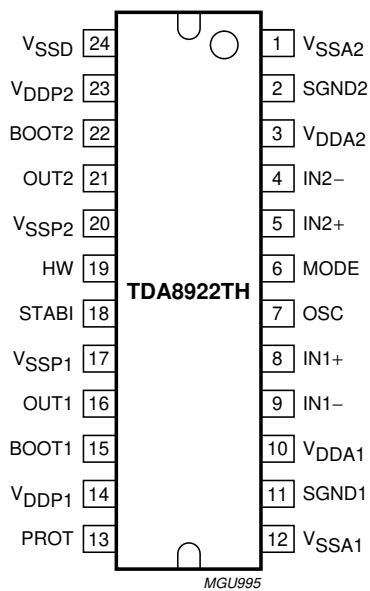 VSSD 24 1 VSSA2
VDDP2 23 2 SGND2
BOOT2 22 3 VDDA2
OUT2 21 4 IN2−
VSSP2 20 5 IN2+
HW 19 6 MODE
TDA8922TH
STABI 18 7 OSC
VSSP1 17 8 IN1+
OUT1 16 9 IN1−
BOOT1 15 10 VDDA1
VDDP1 14 11 SGND1
PROT 13 12 VSSA1
MGU995